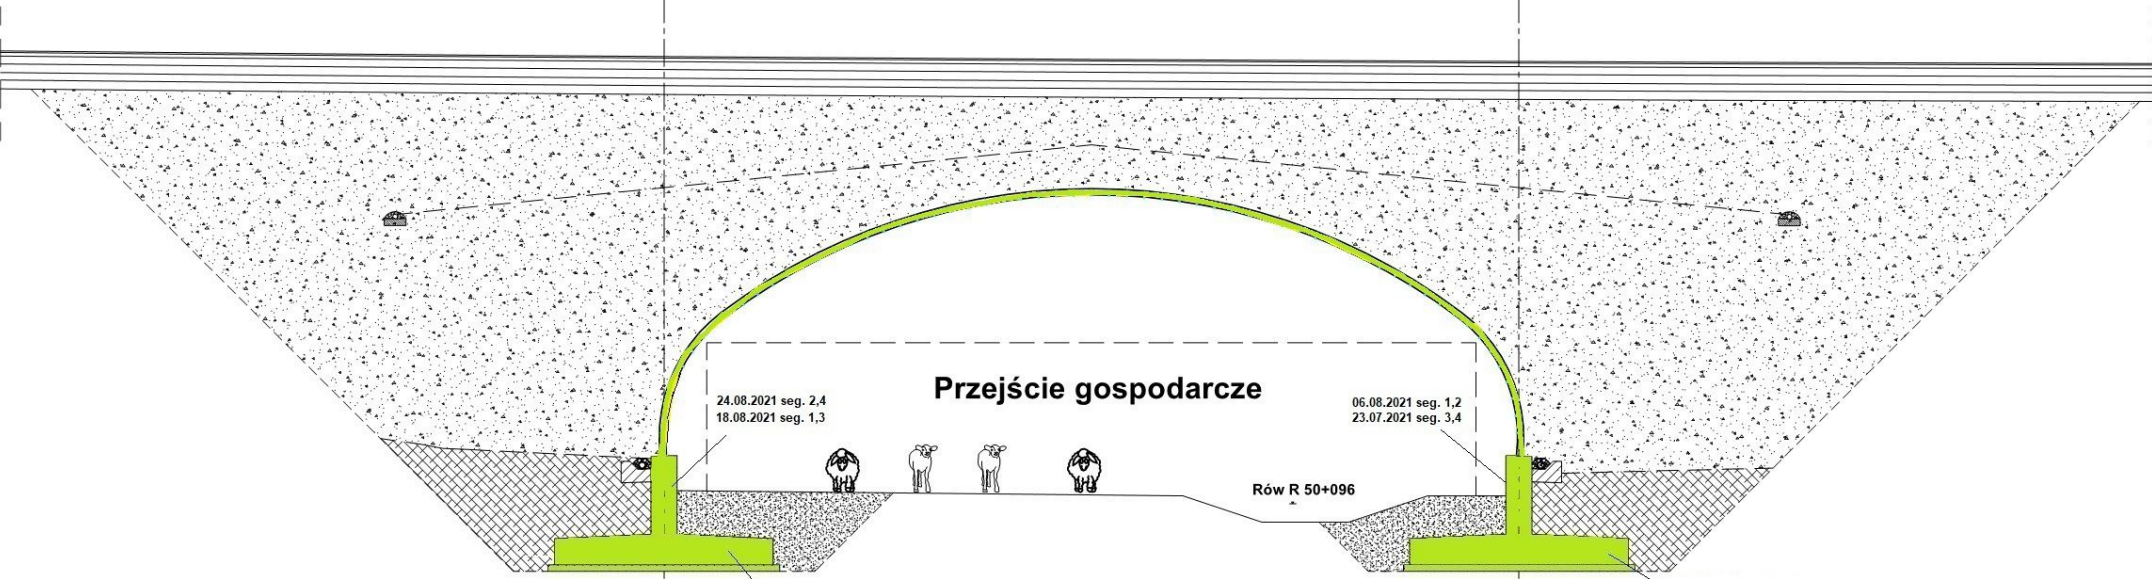 Przejście gospodarcze
24.08.2021 seg. 2,4
18.08.2021 seg. 1,3
06.08.2021 seg. 1,2
23.07.2021 seg. 3,4
Rów R 50+096